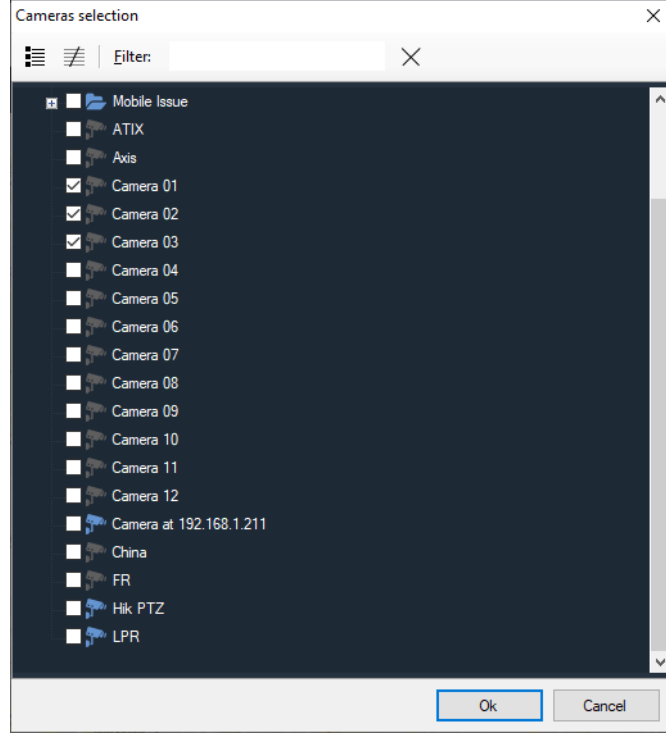 Cameras selection
Filter:
Mobile Issue
ATIX
Axis
Camera 01
Camera 02
Camera 03
Camera 04
Camera 05
Camera 06
Camera 07
Camera 08
Camera 09
Camera 10
Camera 11
Camera 12
Camera at 192.168.1.211
China
FR
Hik PTZ
LPR
Ok Cancel